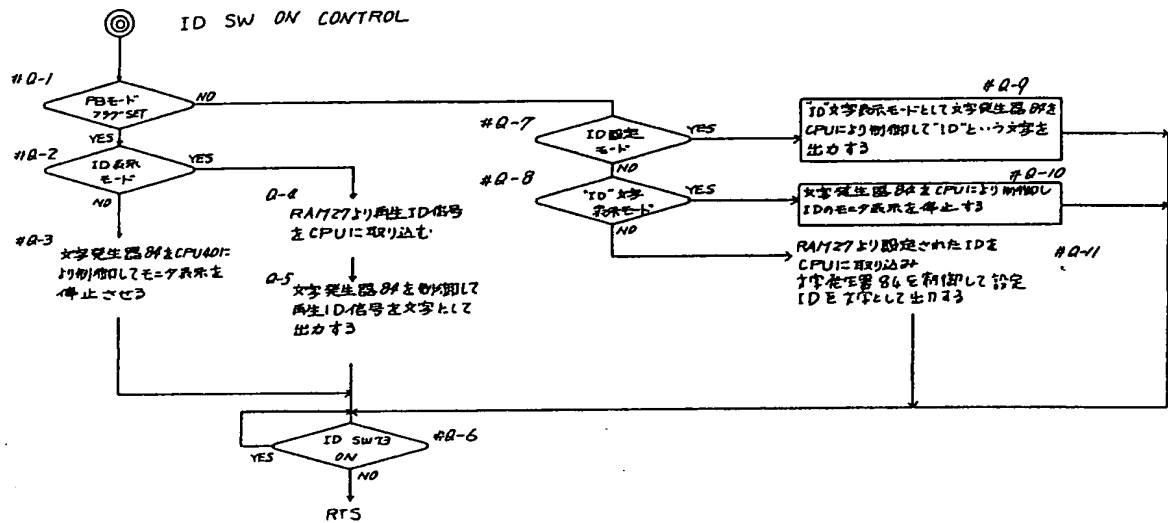 ID SW ON CONTROL
#Q-1
PBモード
フラグSET
NO
YES
#Q-2
ID表示
モード
YES
NO
#Q-3
文字発生器84をCPU40に
より制御してモニタ表示を
停止させる
Q-4
RAM27より再生ID信号
をCPUに取り込む
Q-5
文字発生器84を制御して
再生ID信号を文字として
出力する
#Q-7
ID設定
モード
YES
NO
#Q-8
"ID"文字
表示モード
YES
NO
#Q-9
"ID"文字表示モードとして文字発生器84を
CPUにより制御して"ID"という文字を
出力する
#Q-10
文字発生器84をCPUにより制御し
IDのモニタ表示を停止する
#Q-11
RAM27より設定されたIDを
CPUに取り込み
文字発生器84を制御して設定
IDを文字として出力する
#Q-6
ID SW73
ON
YES
NO
RTS